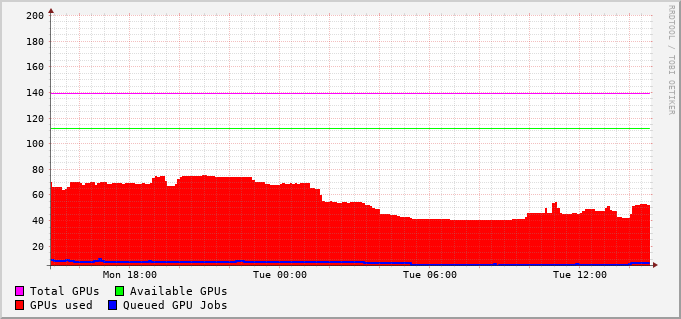 200
180
160
140
120
100
80
60
40
20
Mon 18:00 Tue 00:00 Tue 06:00 Tue 12:00
Total GPUs Available GPUs
GPUs used Queued GPU Jobs
RRDTOOL / TOBI OETIKER